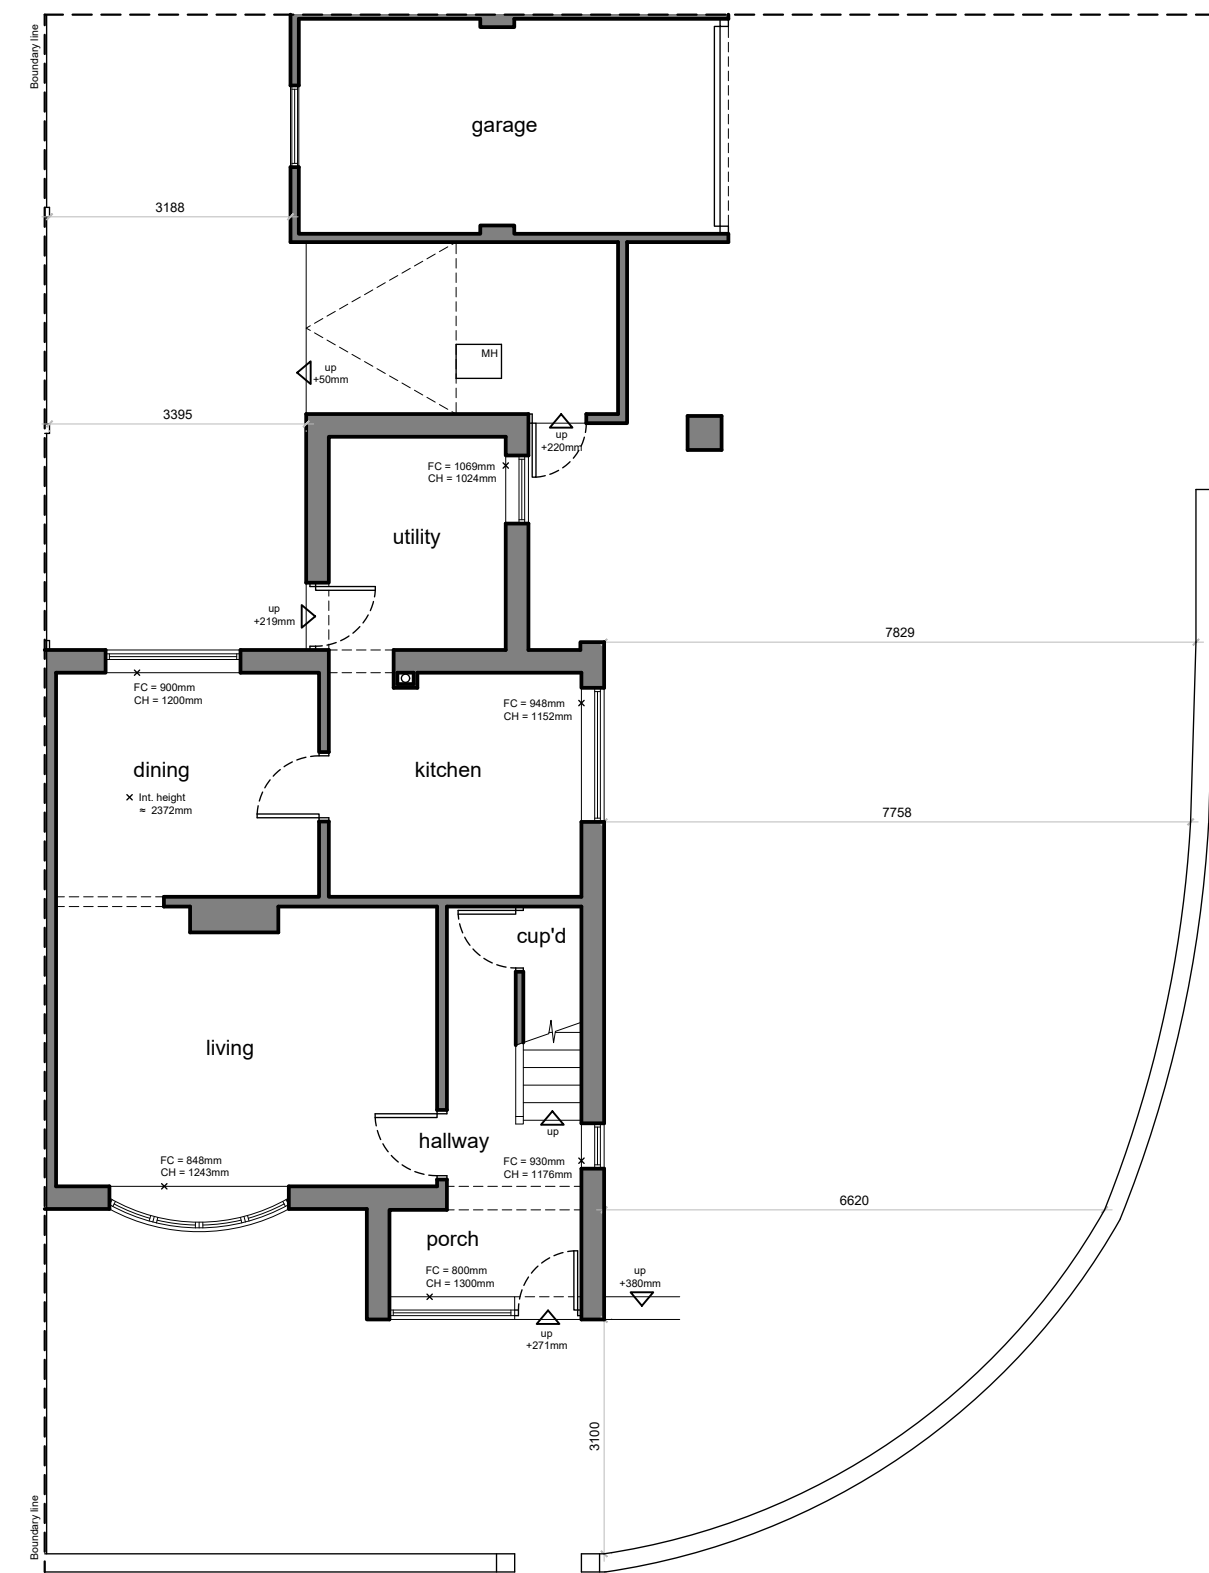 Boundary line
garage
3188
MH
up
+50mm
3395
up
+220mm
FC = 1069mm
CH = 1024mm
utility
up
+219mm
7829
FC = 900mm
CH = 1200mm
FC = 948mm
CH = 1152mm
dining
kitchen
Int. height
≈ 2372mm
7758
cup'd
living
up
hallway
FC = 848mm
CH = 1243mm
FC = 930mm
CH = 1176mm
6620
porch
FC = 800mm
CH = 1300mm
up
+380mm
up
+271mm
3100
Boundary line